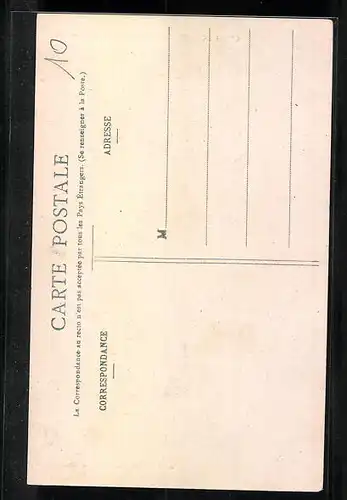 10
CARTE POSTALE
La Correspondance au recto n'est pas acceptée par tous les Pays Étrangers. (Se renseigner à la Poste.)
CORRESPONDANCE
ADRESSE
M